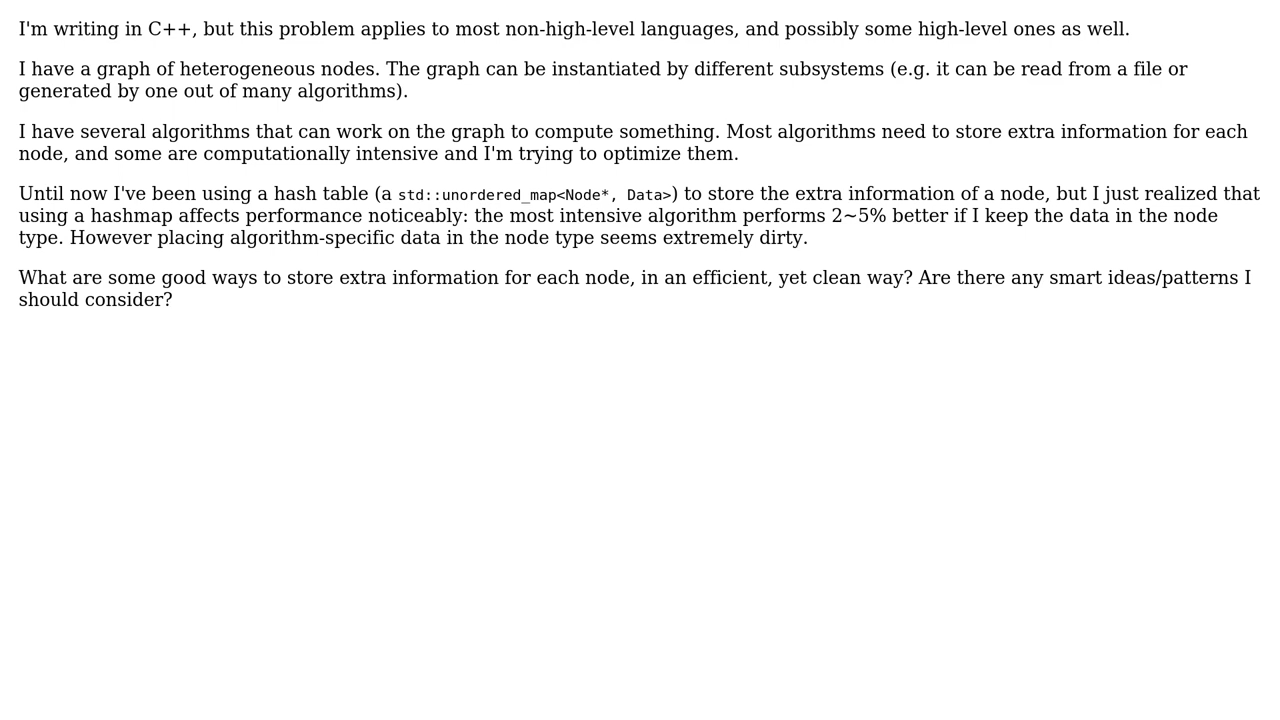 I'm writing in C++, but this problem applies to most non-high-level languages, and possibly some high-level ones as well.
I have a graph of heterogeneous nodes. The graph can be instantiated by different subsystems (e.g. it can be read from a file or
generated by one out of many algorithms).
I have several algorithms that can work on the graph to compute something. Most algorithms need to store extra information for each
node, and some are computationally intensive and I'm trying to optimize them.
Until now I've been using a hash table (a std::unordered_map<Node*, Data>) to store the extra information of a node, but I just realized that
using a hashmap affects performance noticeably: the most intensive algorithm performs 2~5% better if I keep the data in the node
type. However placing algorithm-specific data in the node type seems extremely dirty.
What are some good ways to store extra information for each node, in an efficient, yet clean way? Are there any smart ideas/patterns I
should consider?